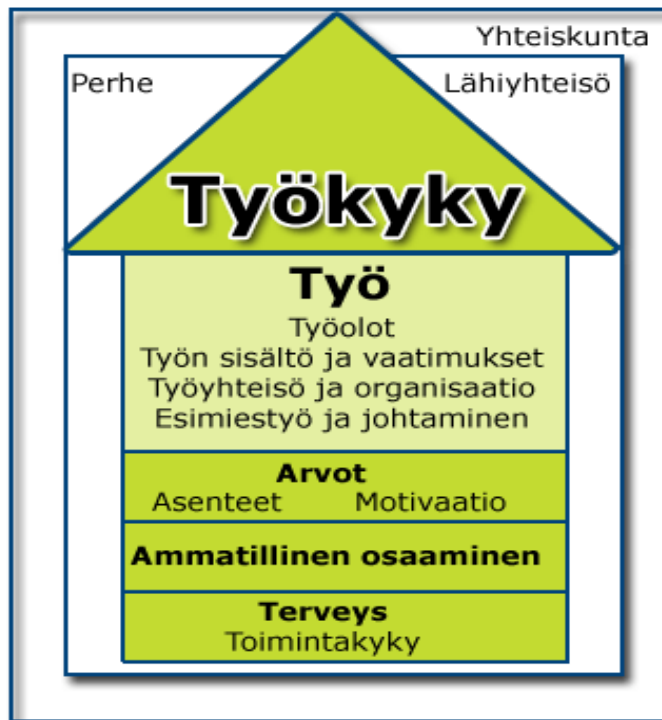 Yhteiskunta
Perhe
Lähiyhteisö
Työkyky
Työ
Työolot
Työn sisältö ja vaatimukset
Työyhteisö ja organisaatio
Esimiestyö ja johtaminen
Arvot
Asenteet Motivaatio
Ammatillinen osaaminen
Terveys
Toimintakyky